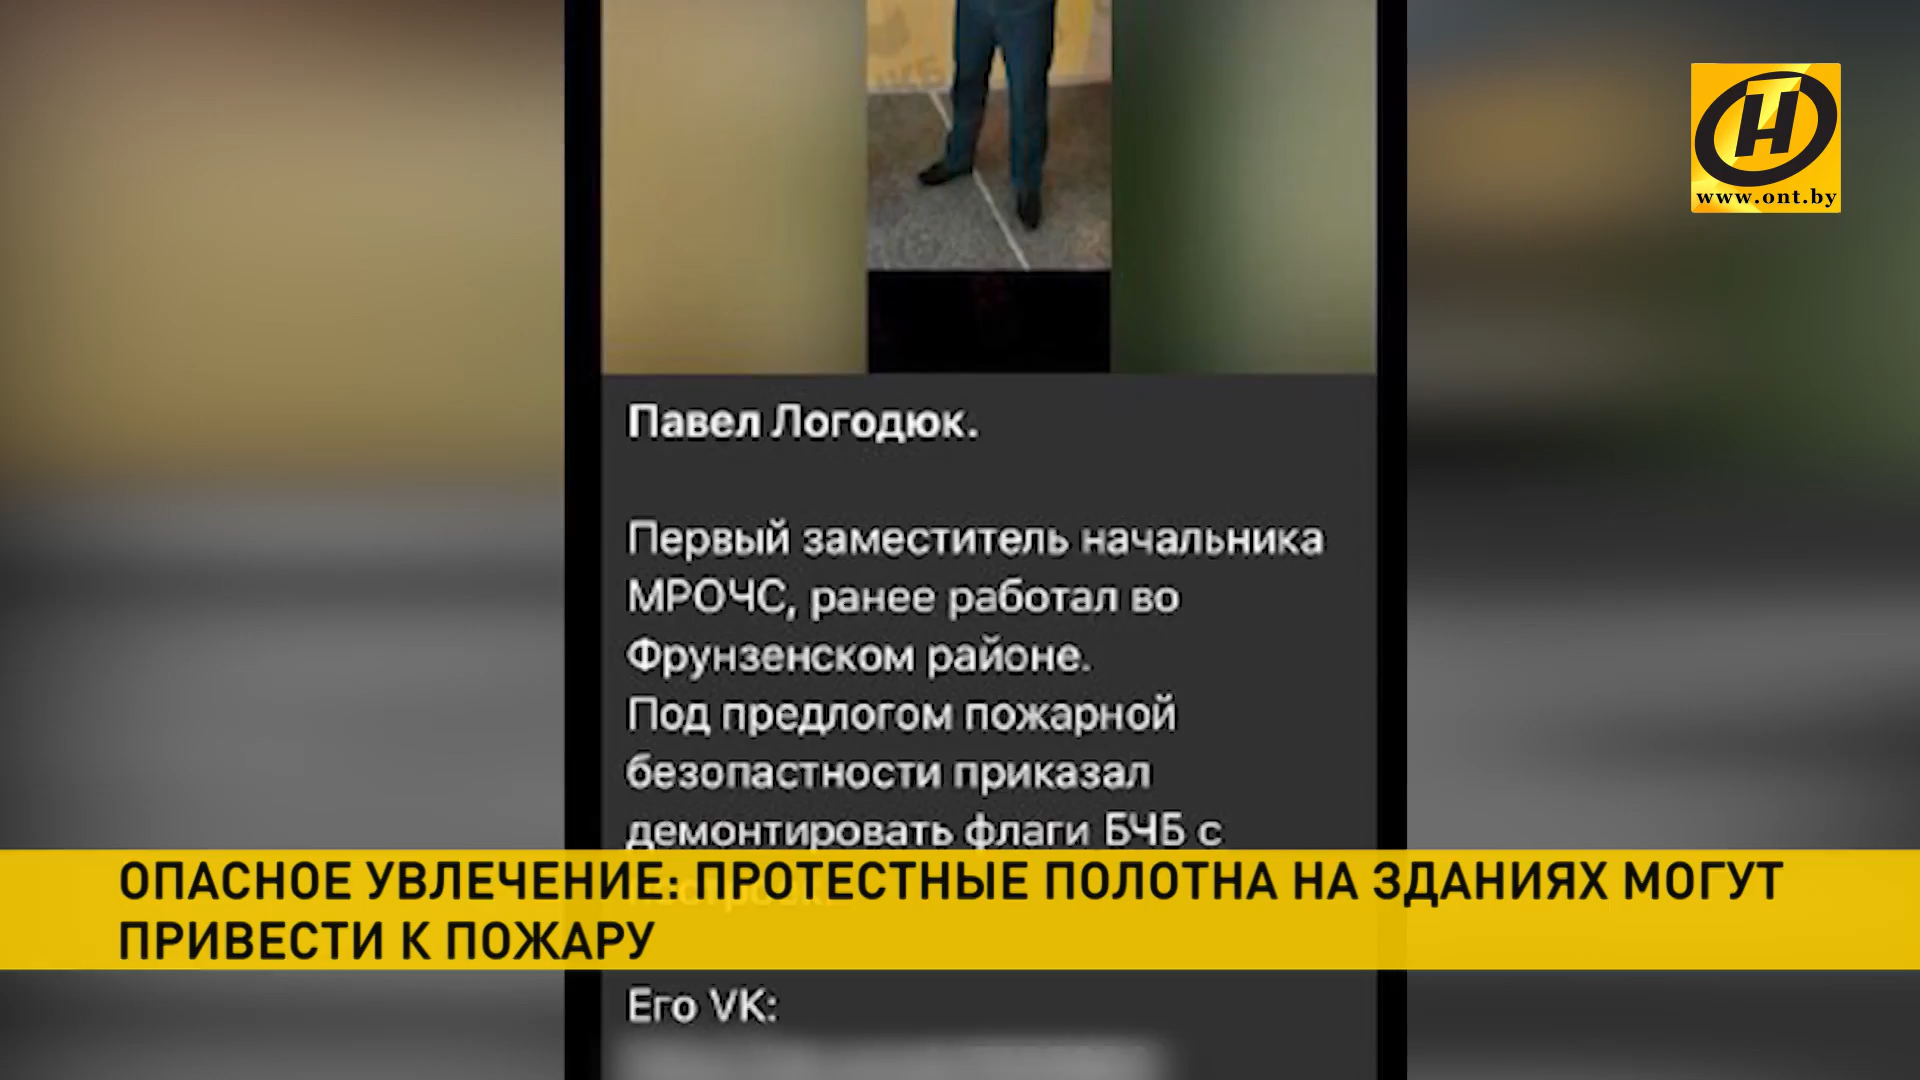 www.ont.by
Павел Логодюк.
Первый заместитель начальника
МРОЧС, ранее работал во
Фрунзенском районе.
Под предлогом пожарной
безопастности приказал
демонтировать флаги БЧБ с
ОПАСНОЕ УВЛЕЧЕНИЕ: ПРОТЕСТНЫЕ ПОЛОТНА НА ЗДАНИЯХ МОГУТ
ПРИВЕСТИ К ПОЖАРУ
Его VK: